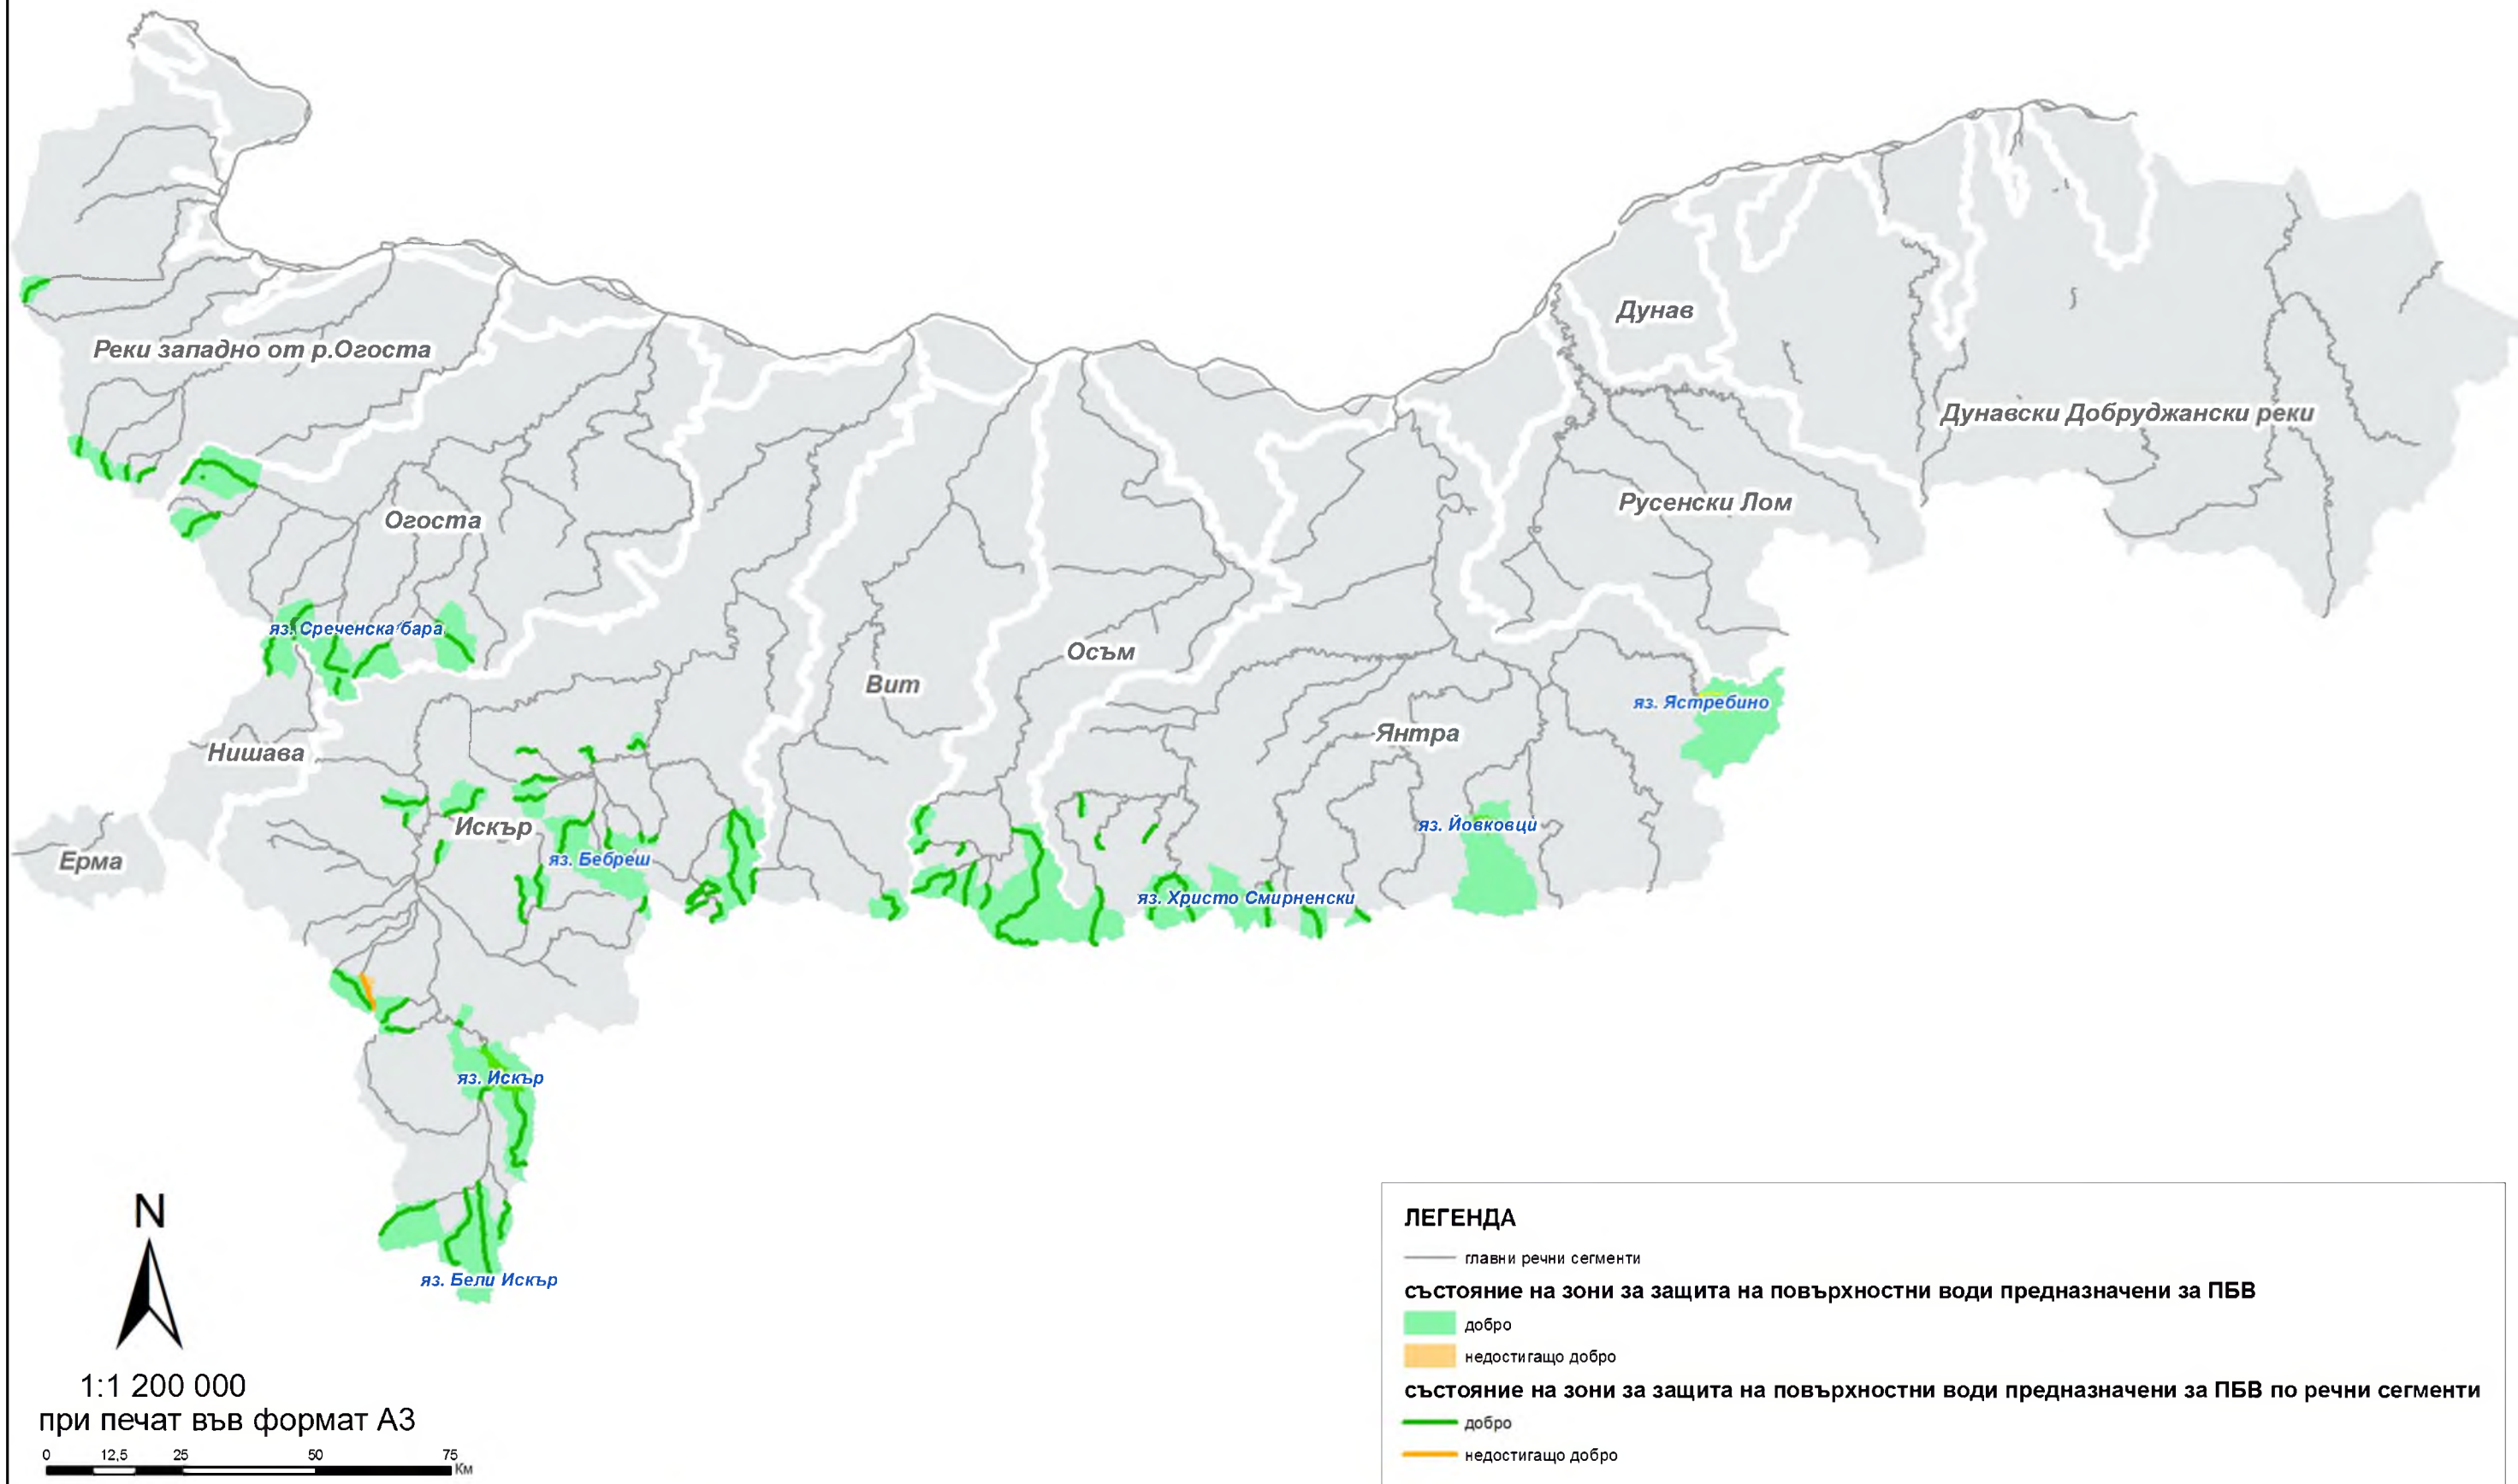 Дунав
Реки западно от р.Огоста
Дунавски Добруджански реки
Русенски Лом
Огоста
яз. Среченска бара
Осъм
Вит
яз. Ястребино
Янтра
Нишава
яз. Йовковци
Искър
яз. Бебреш
Ерма
яз. Христо Смирненски
яз. Искър
яз. Бели Искър
N
1:1 200 000
при печат във формат А3
0 12,5 25 50 75
Км
ЛЕГЕНДА
главни речни сегменти
състояние на зони за защита на повърхностни води предназначени за ПБВ
добро
недостигащо добро
състояние на зони за защита на повърхностни води предназначени за ПБВ по речни сегменти
добро
недостигащо добро